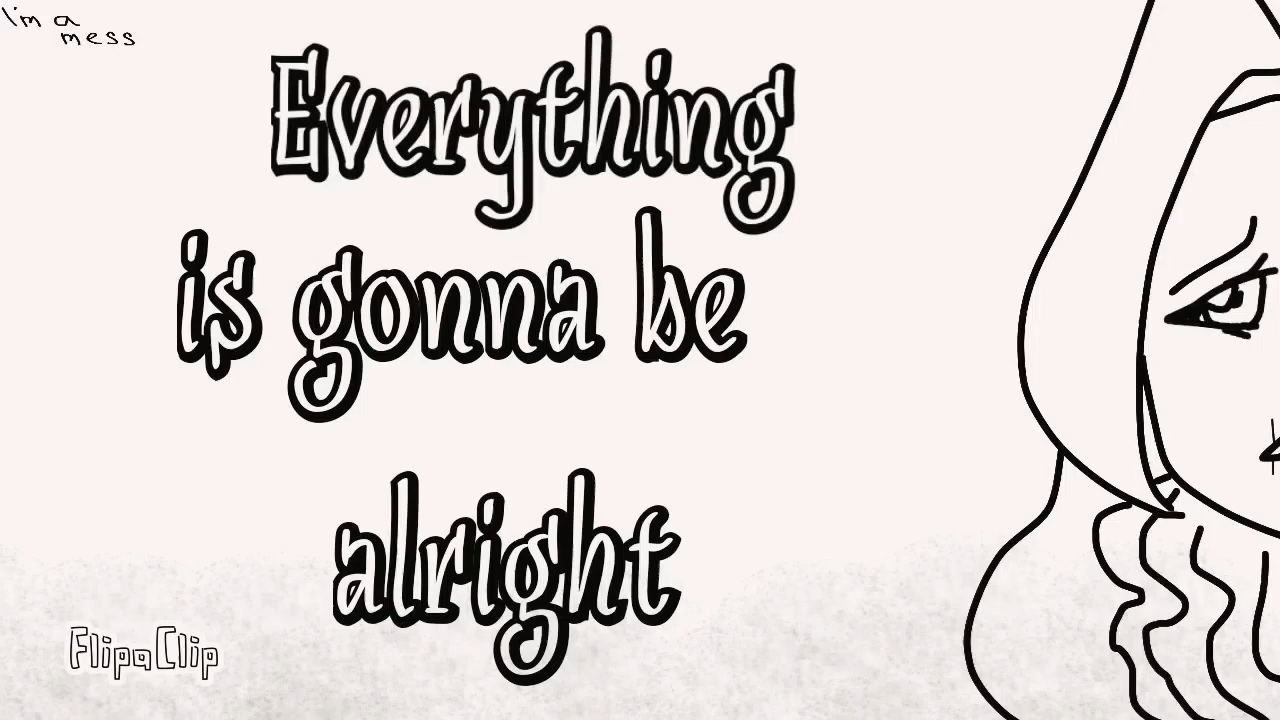 I'm a
mess
Everything
is gonna be
alright
FlipaClip